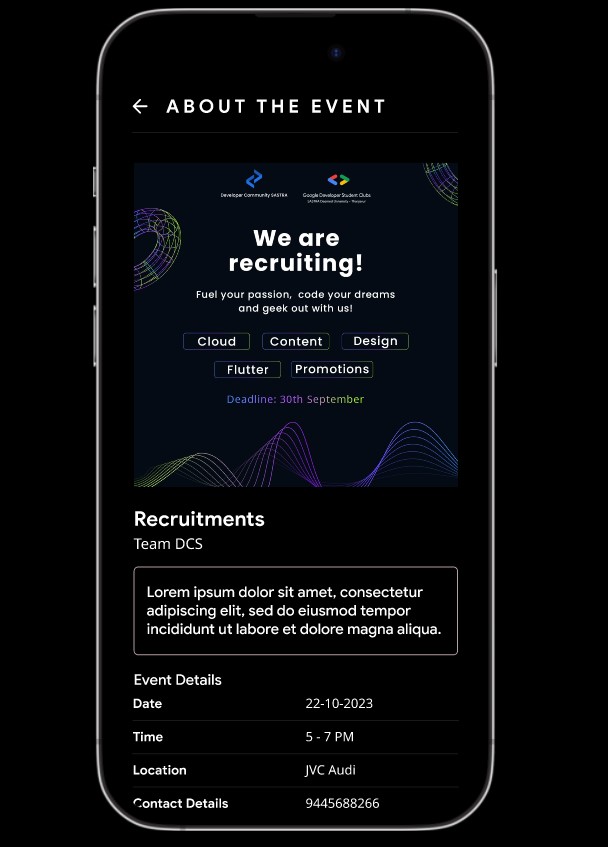 ABOUT THE EVENT
Developer Community SASTRA
Google Developer Student Clubs
SASTRA Deemed University - Thanjavur
We are
recruiting!
Fuel your passion, code your dreams
and geek out with us!
Cloud Content Design
Flutter Promotions
Deadline: 30th September
Recruitments
Team DCS
Lorem ipsum dolor sit amet, consectetur
adipiscing elit, sed do eiusmod tempor
incididunt ut labore et dolore magna aliqua.
Event Details
Date 22-10-2023
Time 5 - 7 PM
Location JVC Audi
Contact Details 9445688266